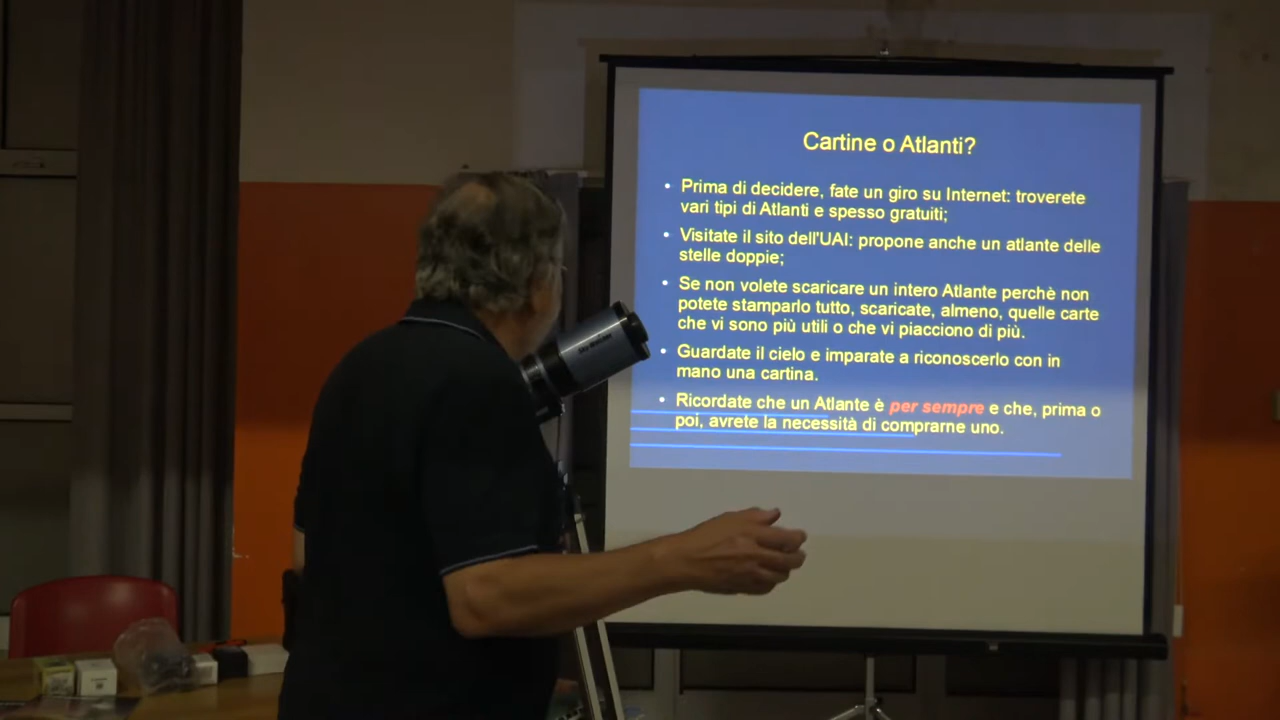 Cartine o Atlanti?
• Prima di decidere, fate un giro su Internet: troverete
vari tipi di Atlanti e spesso gratuiti;
• Visitate il sito dell'UAI: propone anche un atlante delle
stelle doppie;
• Se non volete scaricare un intero Atlante perchè non
potete stamparlo tutto, scaricate, almeno, quelle carte
che vi sono più utili o che vi piacciono di più.
• Guardate il cielo e imparate a riconoscerlo con in
mano una cartina.
• Ricordate che un Atlante è per sempre e che, prima o
poi, avrete la necessità di comprarne uno.
Sky-Watcher